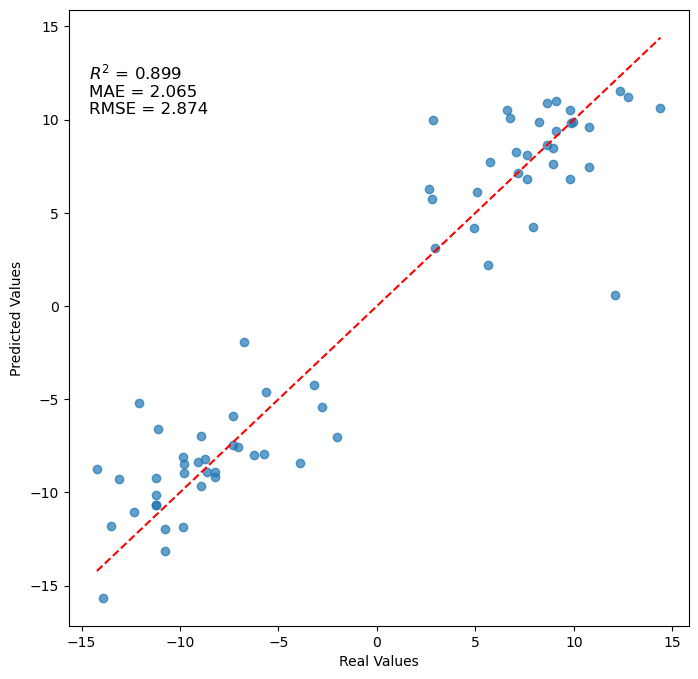 15
10
5
0
−5
−10
−15
R² = 0.899
MAE = 2.065
RMSE = 2.874
Predicted Values
−15 −10 −5 0 5 10 15
Real Values